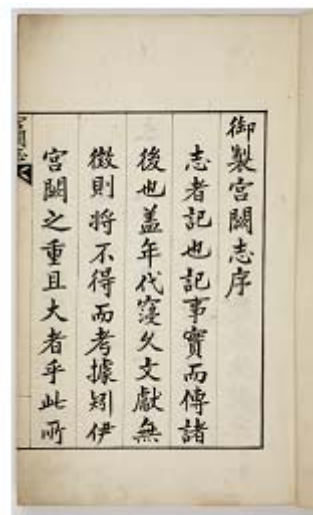 御製宮闕志序
志者記也記事實而傳諸
後也盖年代寖久文獻無
徵則將不得而考據矧伊
宮闕之重且大者乎此所